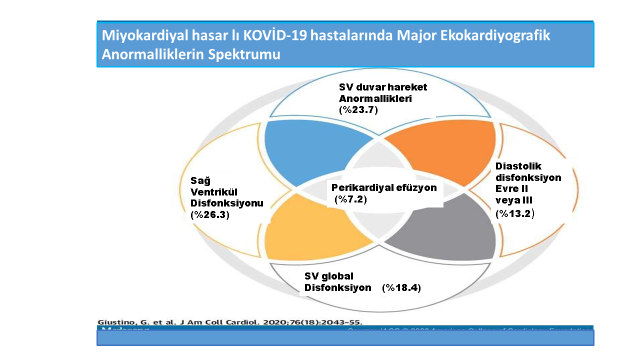 Miyokardiyal hasar lı KOVİD-19 hastalarında Major Ekokardiyografik
Anormalliklerin Spektrumu
SV duvar hareket
Anormallikleri
(%23.7)
Sağ
Ventrikül
Disfonksiyonu
(%26.3)
Perikardiyal efüzyon
(%7.2)
Diastolik
disfonksiyon
Evre II
veya III
(%13.2)
SV global
Disfonksiyon (%18.4)
Giustino, G. et al. J Am Coll Cardiol. 2020;76(18):2043–55.